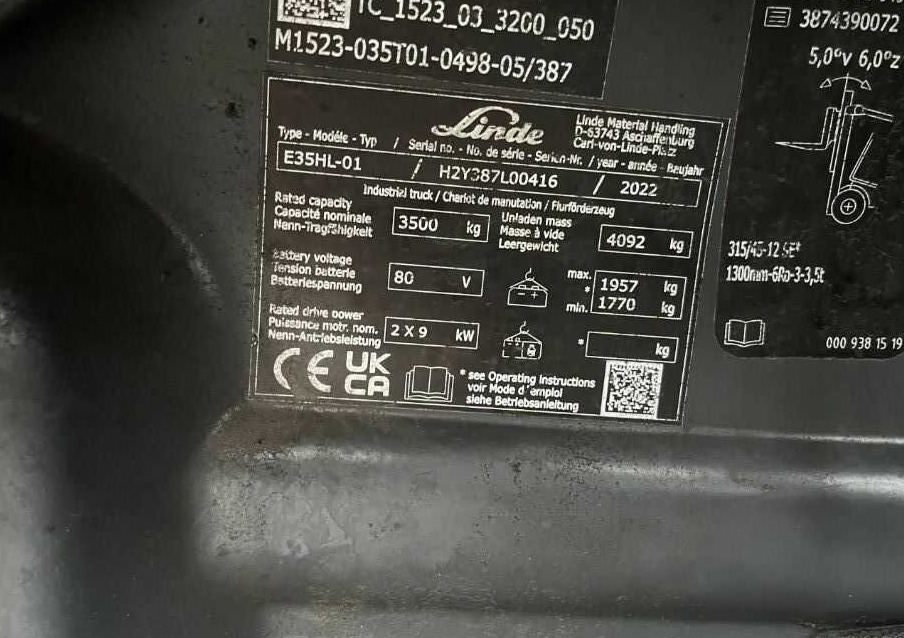 TC_1523_03_3200_050
M1523-035T01-0498-05/387
3874390072
5,0°v 6,0°z
Linde
Linde Material Handling
D-63743 Aschaffenburg
Carl-von-Linde-Platz
Type - Modéle - Typ / Serial no. - No. de série - Serien-Nr. / year - année - Baujahr
E35HL-01 / H2Y387L00416 / 2022
Industrial truck / Chariot de manutation / Flurförderzeug
Rated capacity
Capacité nominale
Nenn-Tragfähigkeit
3500 kg
Unladen mass
Masse à vide
Leergewicht
4092 kg
Battery voltage
Tension batterie
Batteriespannung
80 V
- +
max. 1957 kg
*
min. 1770 kg
Rated drive power
Puissance motr. nom.
Nenn-Antriebsleistung
2 X 9 kW
* kg
CE UK
CA
* see Operating Instructions
voir Mode d'emploi
siehe Betriebsanleitung
315/45-12 SE*
1300mm-6Ro-3-3,5t
000 938 15 19